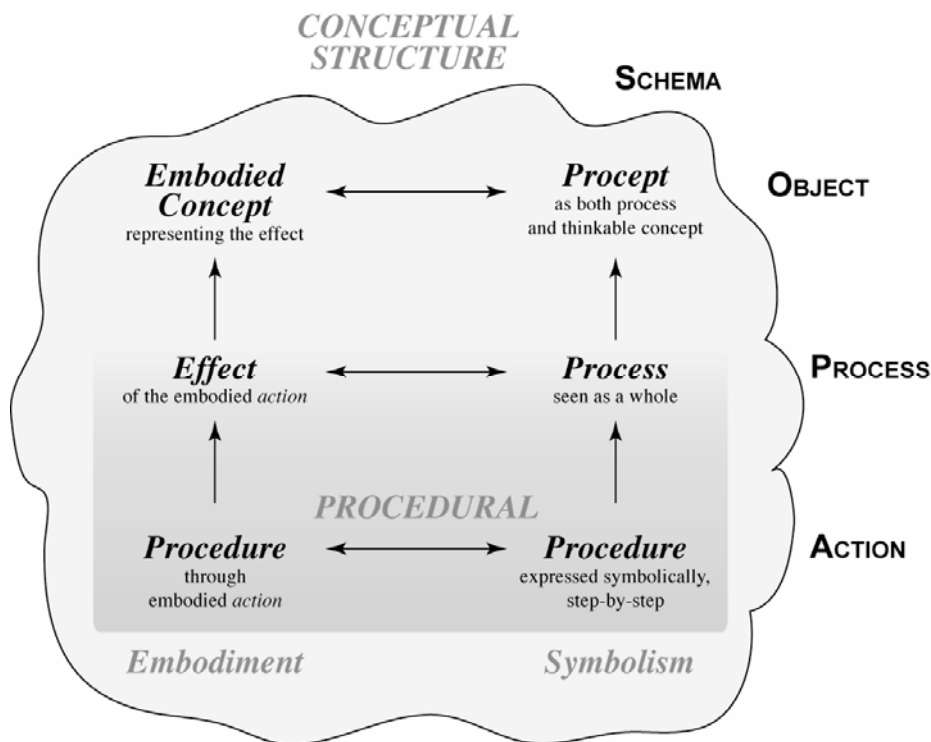 CONCEPTUAL
STRUCTURE
SCHEMA
Embodied
Concept
representing the effect
Procept
as both process
and thinkable concept
OBJECT
Effect
of the embodied action
Process
seen as a whole
PROCESS
PROCEDURAL
Procedure
through
embodied action
Procedure
expressed symbolically,
step-by-step
ACTION
Embodiment
Symbolism